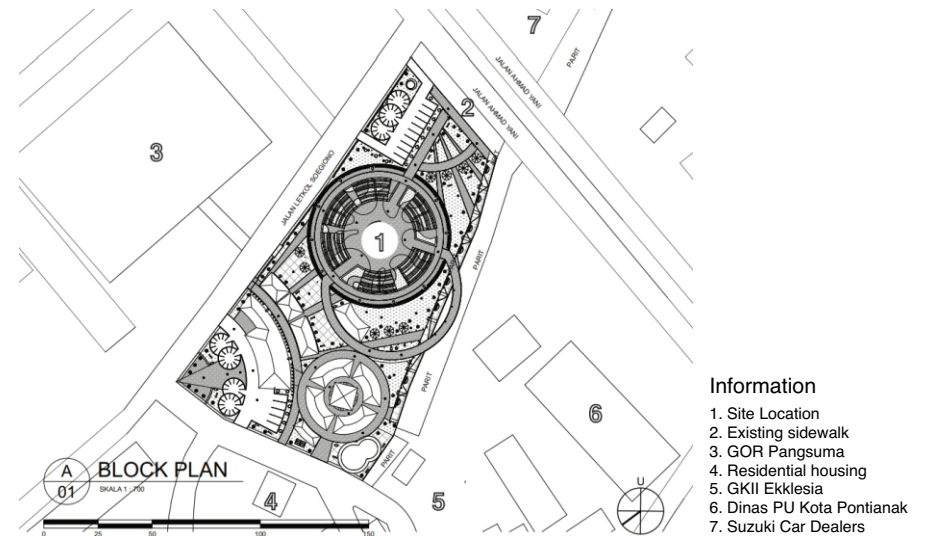 7
PARIT
JALAN AHMAD YANI
JALAN AHMAD YANI
2
3
JALAN LETKOL SOEGIONO
1
PARIT
PARIT
6
Information
1. Site Location
2. Existing sidewalk
3. GOR Pangsuma
4. Residential housing
5. GKII Ekklesia
6. Dinas PU Kota Pontianak
7. Suzuki Car Dealers
PARIT
A
01
BLOCK PLAN
SKALA 1 : 700
4
5
U
0 25 50 100 150